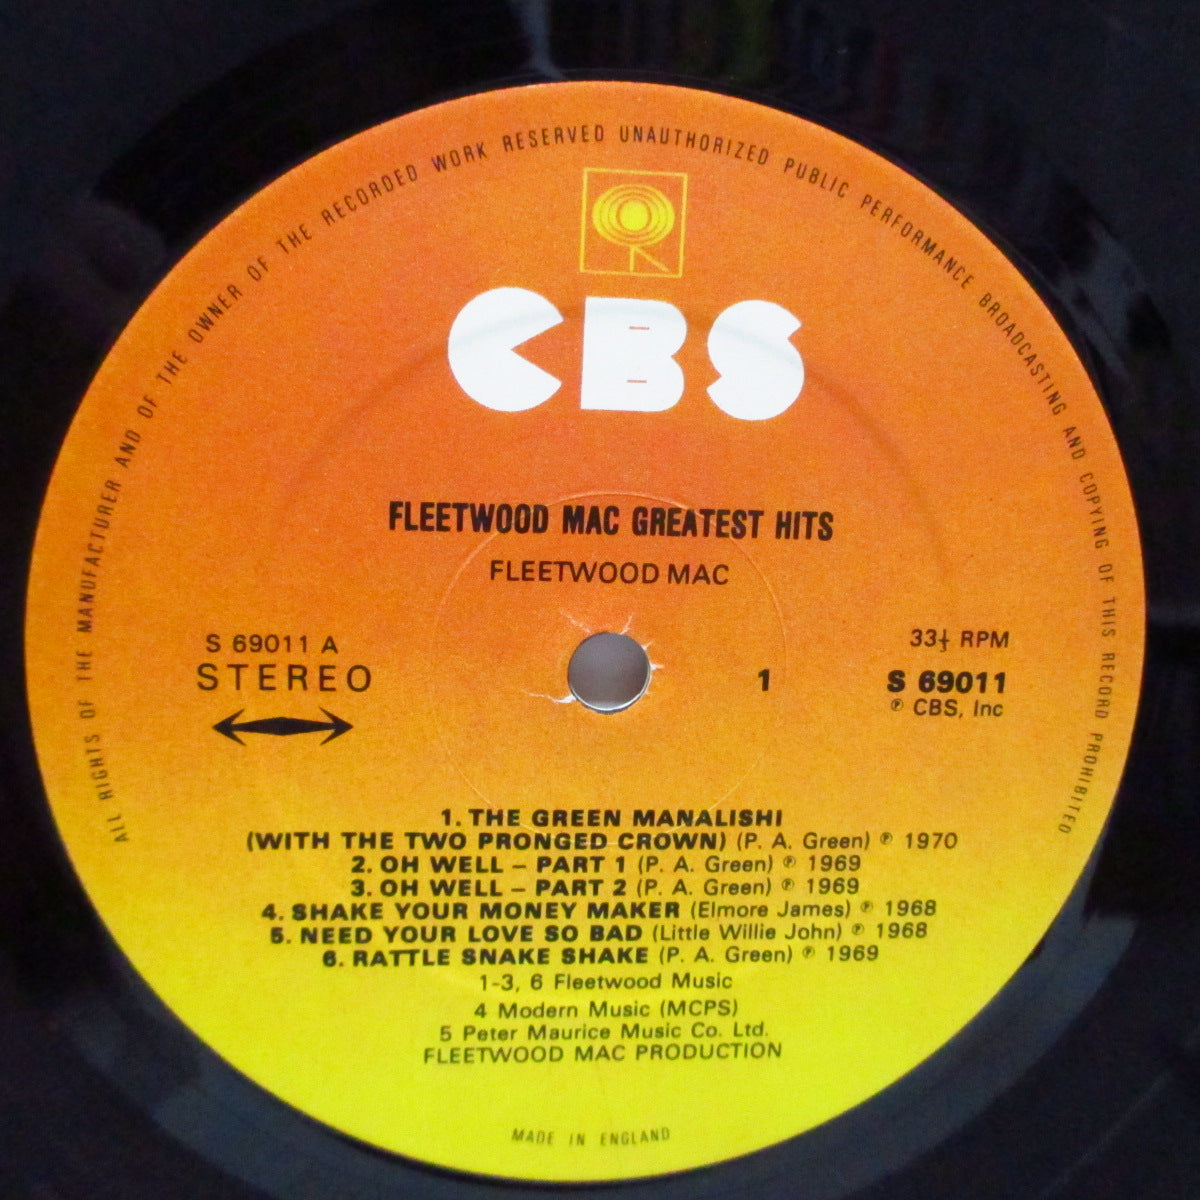 ALL RIGHTS OF THE MANUFACTURER AND OF THE OWNER OF THE RECORDED WORK RESERVED UNAUTHORIZED PUBLIC PERFORMANCE BROADCASTING AND COPYING OF THIS RECORD PROHIBITED
CBS
FLEETWOOD MAC GREATEST HITS
FLEETWOOD MAC
S 69011 A
STEREO
1
33⅓ RPM
S 69011
℗ CBS, Inc
1. THE GREEN MANALISHI
(WITH THE TWO PRONGED CROWN) (P. A. Green) ℗ 1970
2. OH WELL – PART 1 (P. A. Green) ℗ 1969
3. OH WELL – PART 2 (P. A. Green) ℗ 1969
4. SHAKE YOUR MONEY MAKER (Elmore James) ℗ 1968
5. NEED YOUR LOVE SO BAD (Little Willie John) ℗ 1968
6. RATTLE SNAKE SHAKE (P. A. Green) ℗ 1969
1-3, 6 Fleetwood Music
4 Modern Music (MCPS)
5 Peter Maurice Music Co. Ltd.
FLEETWOOD MAC PRODUCTION
MADE IN ENGLAND